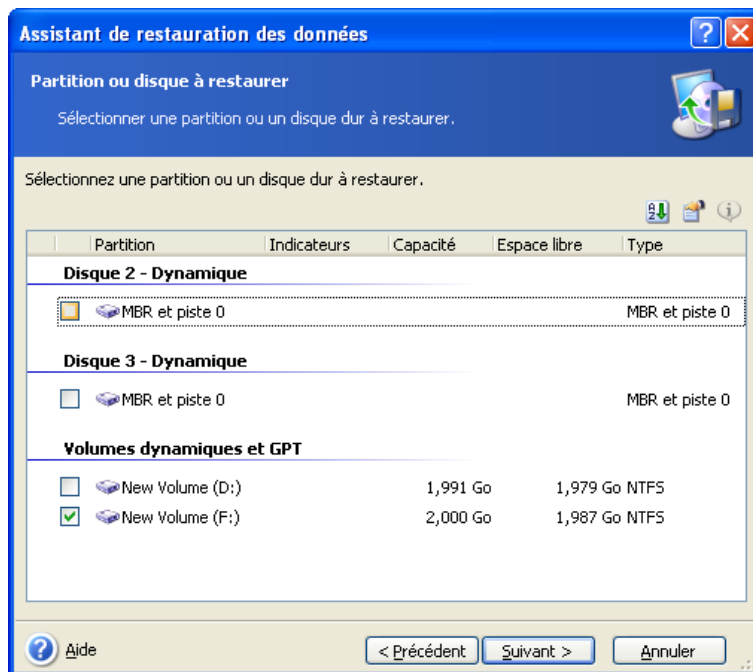 Assistant de restauration des données
Partition ou disque à restaurer
Sélectionner une partition ou un disque dur à restaurer.
Sélectionnez une partition ou un disque dur à restaurer.
Partition Indicateurs Capacité Espace libre Type
Disque 2 - Dynamique
MBR et piste 0 MBR et piste 0
Disque 3 - Dynamique
MBR et piste 0 MBR et piste 0
Volumes dynamiques et GPT
New Volume (D:) 1,991 Go 1,979 Go NTFS
New Volume (F:) 2,000 Go 1,987 Go NTFS
Aide < Précédent Suivant > Annuler